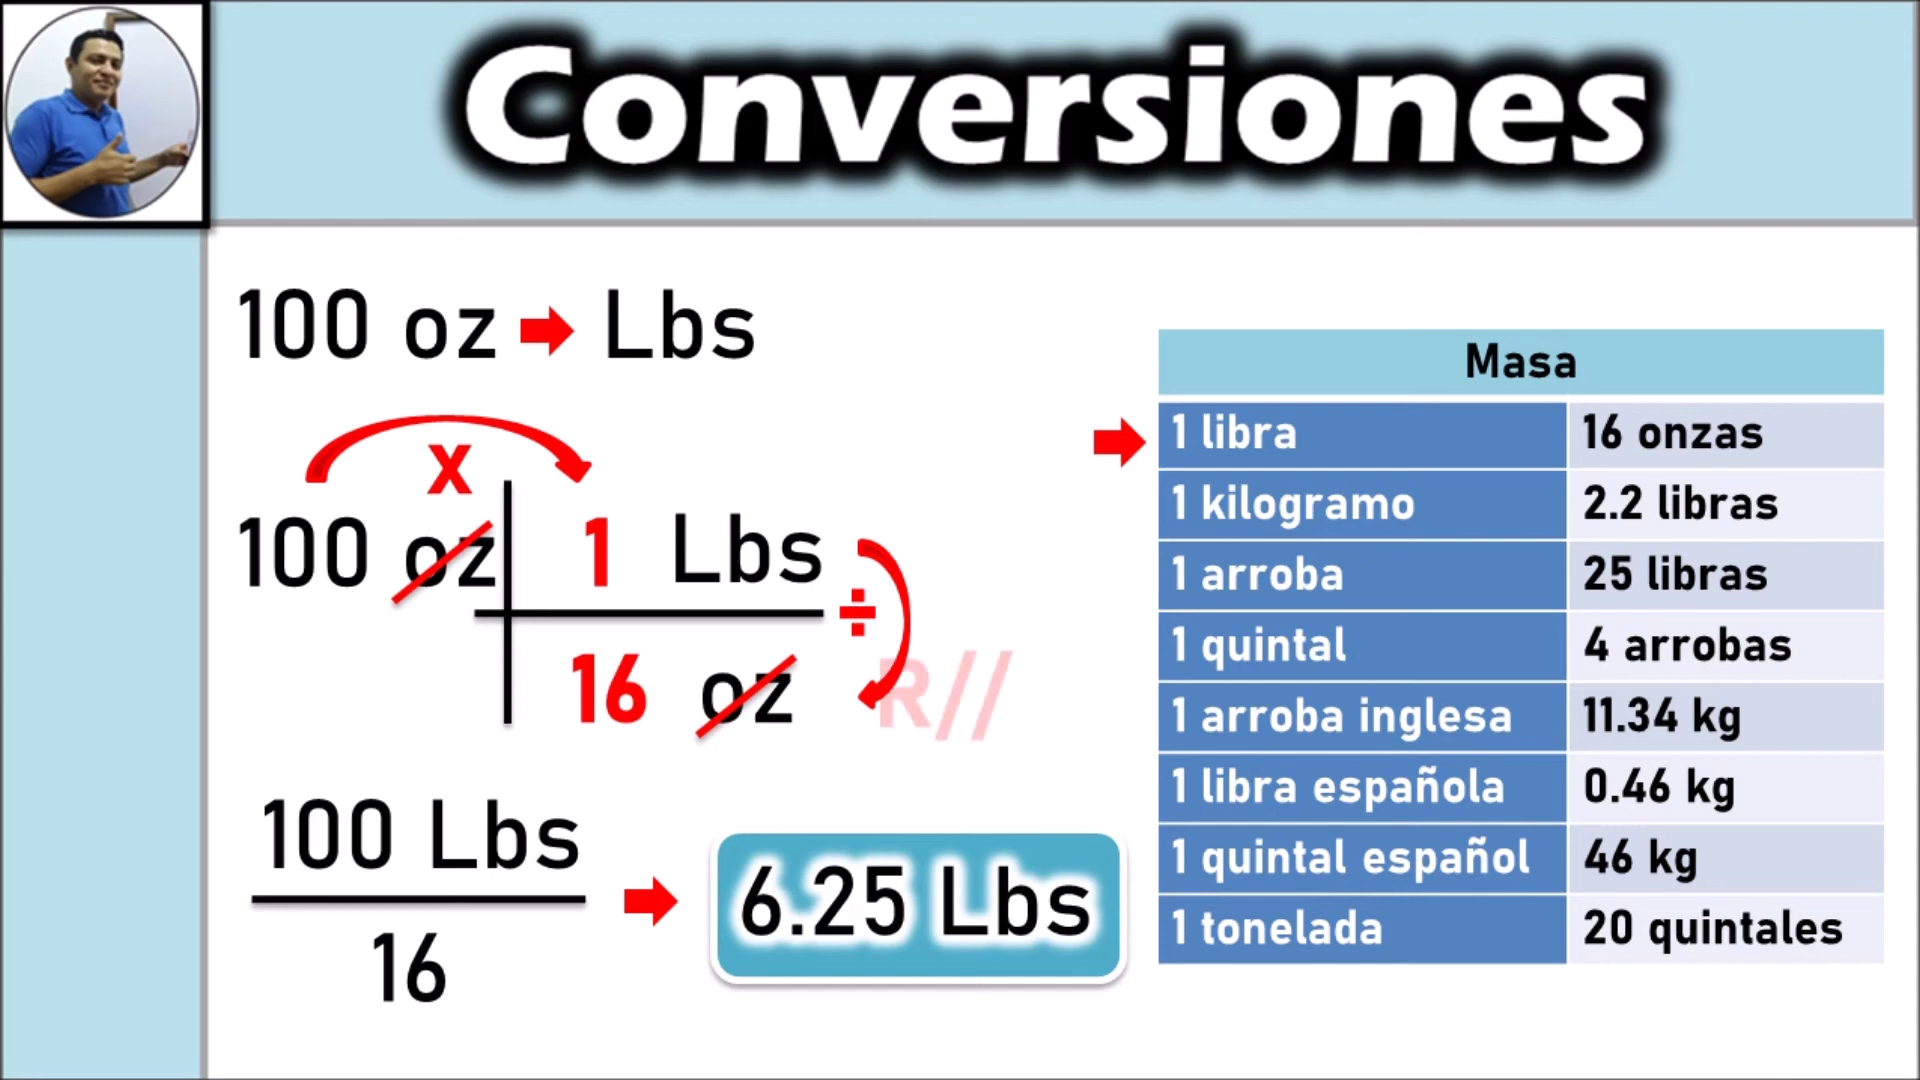 Conversiones
100 oz Lbs
x
100 oz 1 Lbs
÷
16 oz R//
100 Lbs
16
6.25 Lbs
Masa
1 libra 16 onzas
1 kilogramo 2.2 libras
1 arroba 25 libras
1 quintal 4 arrobas
1 arroba inglesa 11.34 kg
1 libra española 0.46 kg
1 quintal español 46 kg
1 tonelada 20 quintales